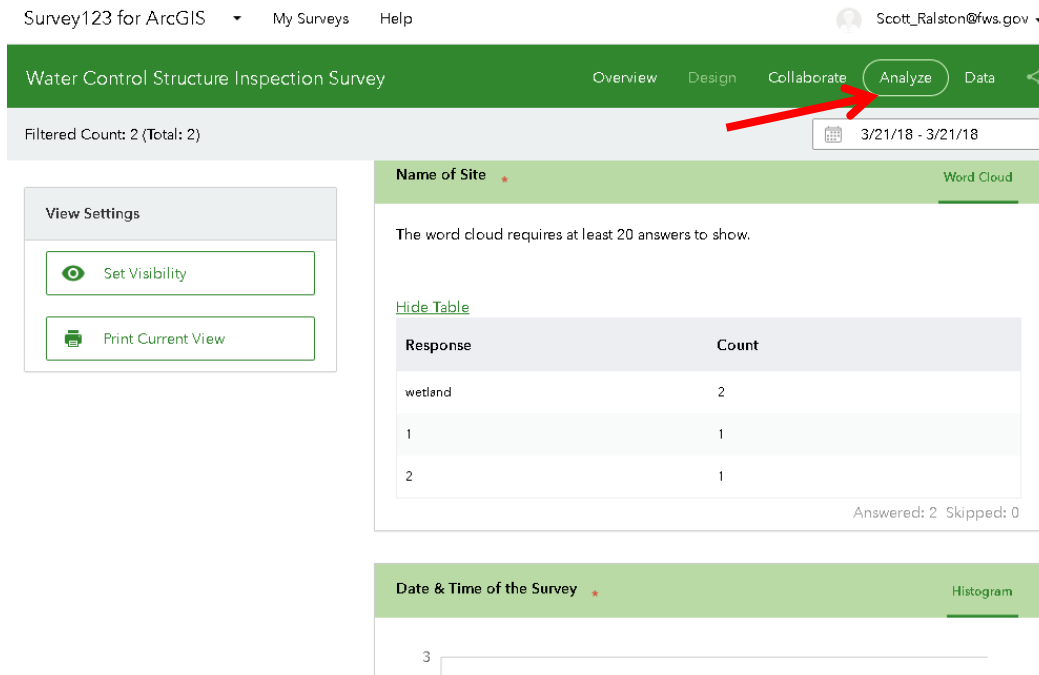 Survey123 for ArcGIS My Surveys Help Scott_Ralston@fws.gov
Water Control Structure Inspection Survey Overview Design Collaborate Analyze Data
Filtered Count: 2 (Total: 2) 3/21/18 - 3/21/18
View Settings
Set Visibility
Print Current View
Name of Site * Word Cloud
The word cloud requires at least 20 answers to show.
Hide Table
Response Count
wetland 2
1 1
2 1
Answered: 2 Skipped: 0
Date & Time of the Survey * Histogram
3